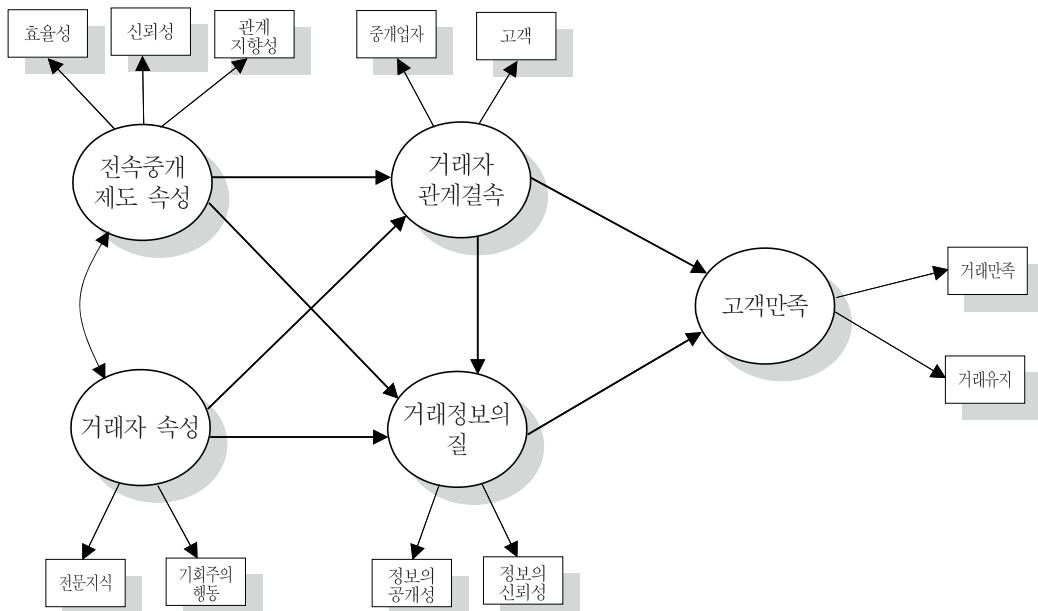 효율성
신뢰성
관계
지향성
중개업자
고객
전속중개
제도 속성
거래자
관계결속
고객만족
거래만족
거래유지
거래자 속성
거래정보의
질
전문지식
기회주의
행동
정보의
공개성
정보의
신뢰성